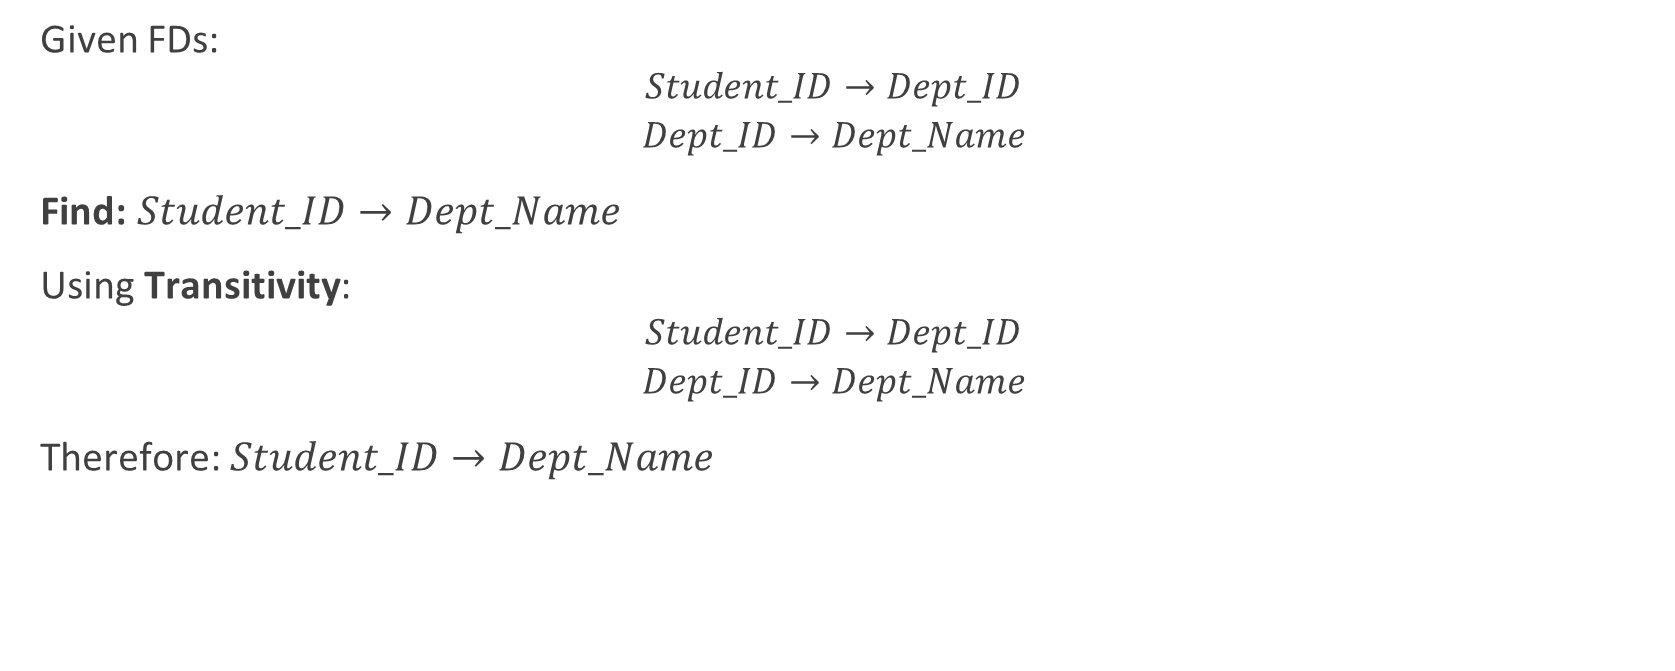 Given FDs:
Student_ID → Dept_ID
Dept_ID → Dept_Name
Find: Student_ID → Dept_Name
Using Transitivity:
Student_ID → Dept_ID
Dept_ID → Dept_Name
Therefore: Student_ID → Dept_Name